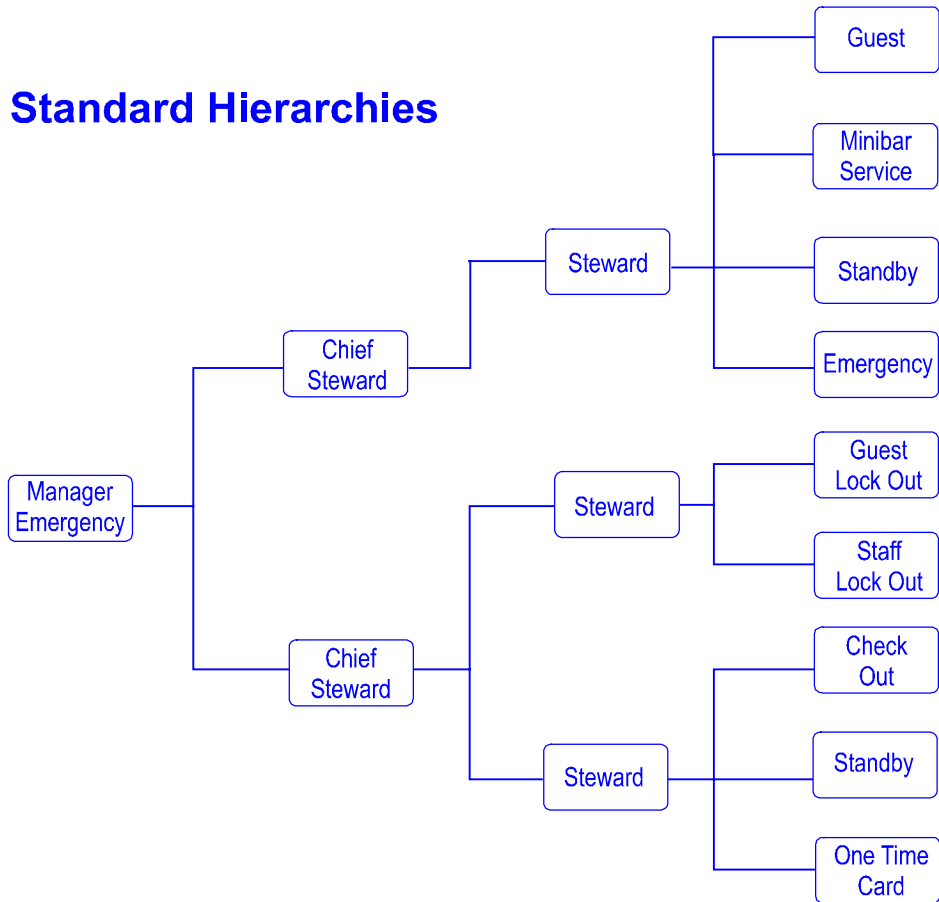 Standard Hierarchies
Manager
Emergency
Chief
Steward
Chief
Steward
Steward
Steward
Steward
Guest
Minibar
Service
Standby
Emergency
Guest
Lock Out
Staff
Lock Out
Check
Out
Standby
One Time
Card